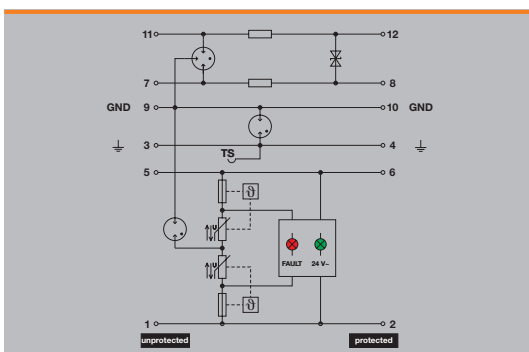 11 12
7 8
GND 9 10 GND
3 4
TS
5 6
ϑ
U
U
FAULT 24 V~
ϑ
1 2
unprotected protected